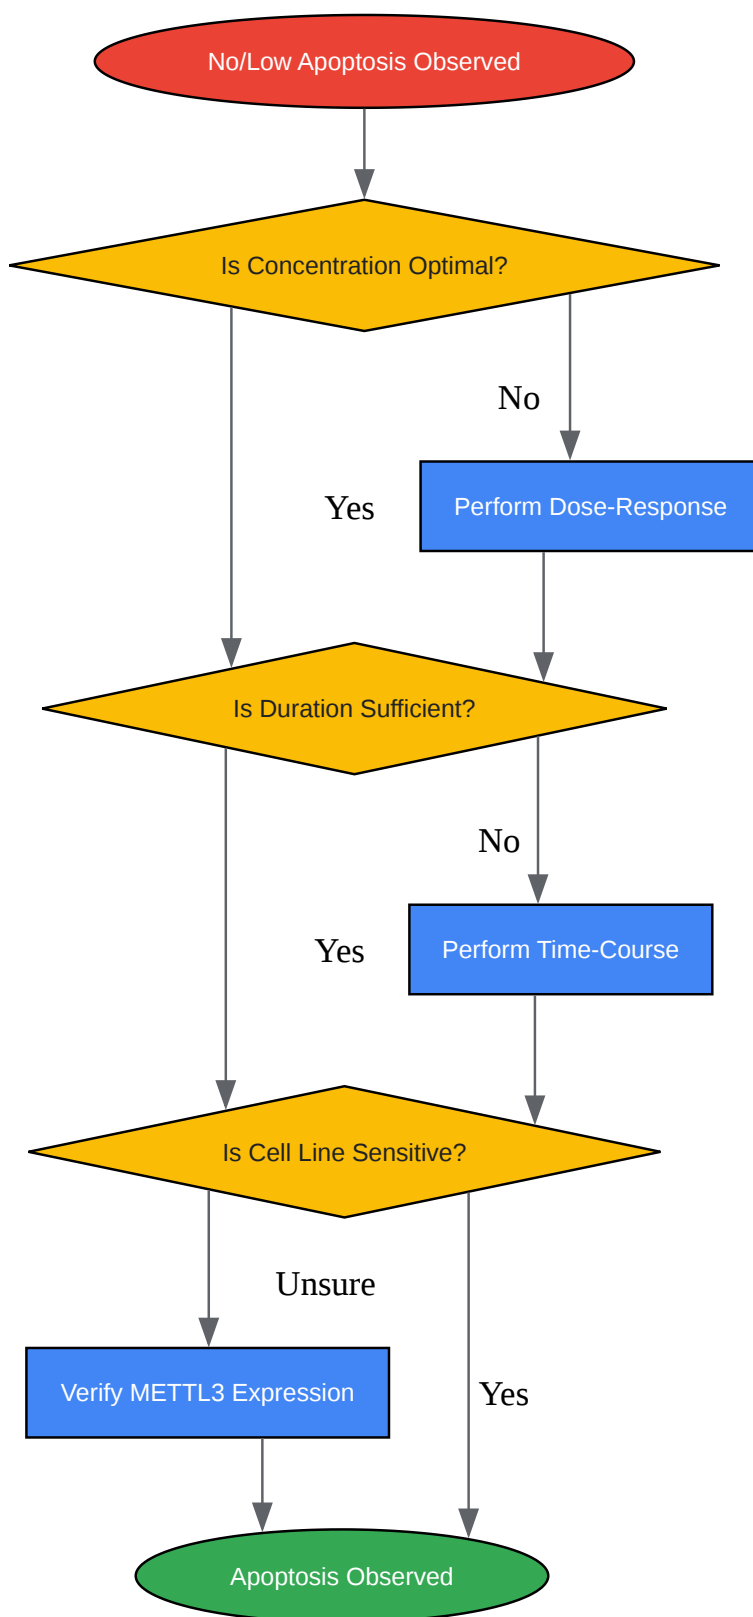 No/Low Apoptosis Observed
Is Concentration Optimal?
No
Yes
Perform Dose-Response
Is Duration Sufficient?
No
Yes
Perform Time-Course
Is Cell Line Sensitive?
Unsure
Verify METTL3 Expression
Yes
Apoptosis Observed